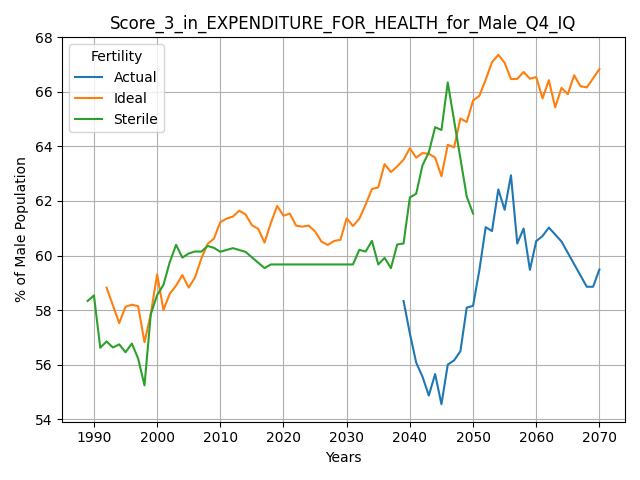 Score_3_in_EXPENDITURE_FOR_HEALTH_for_Male_Q4_IQ
Fertility
Actual
Ideal
Sterile
% of Male Population
68
66
64
62
60
58
56
54
1990 2000 2010 2020 2030 2040 2050 2060 2070
Years